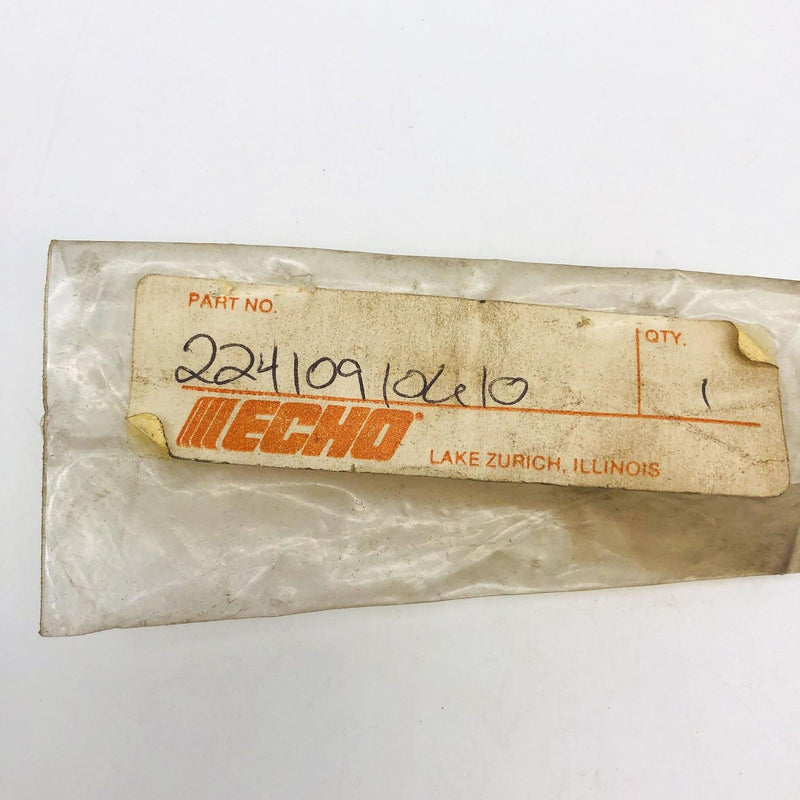 PART NO.
QTY.
22410910610
1
ECHO®
LAKE ZURICH, ILLINOIS